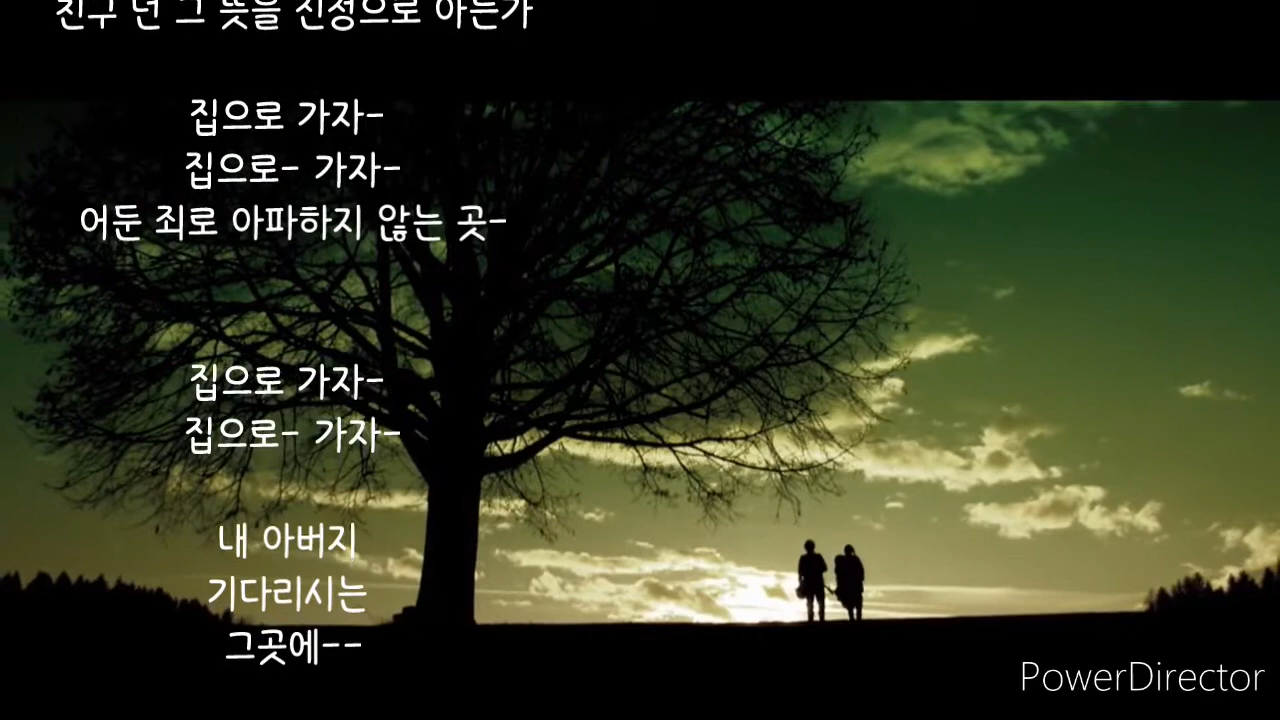 친구 넌 그 뜻을 진정으로 아는가
집으로 가자-
집으로- 가자-
어둔 죄로 아파하지 않는 곳-
집으로 가자-
집으로- 가자-
내 아버지
기다리시는
그곳에--
PowerDirector